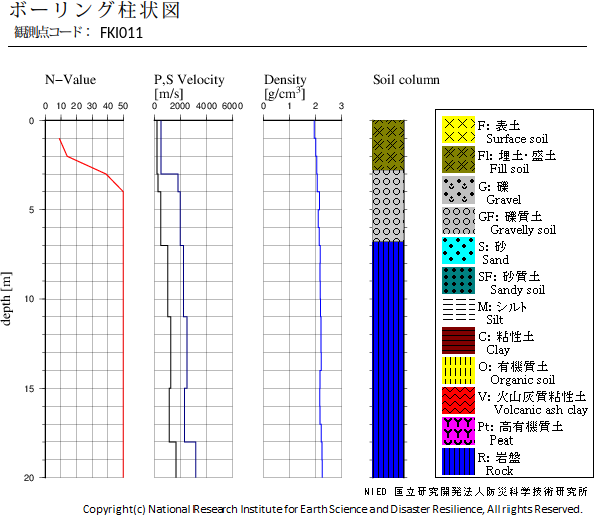 ボーリング柱状図
観測点コード： FKI011
N-Value
P,S Velocity
[m/s]
Density
[g/cm³]
Soil column
0 10 20 30 40 50
0 2000 4000 6000
0 1 2 3
depth [m]
0
5
10
15
20
F: 表土
Surface soil
Fl: 埋土・盛土
Fill soil
G: 礫
Gravel
GF: 礫質土
Gravelly soil
S: 砂
Sand
SF: 砂質土
Sandy soil
M: シルト
Silt
C: 粘性土
Clay
O: 有機質土
Organic soil
V: 火山灰質粘性土
Volcanic ash clay
Pt: 高有機質土
Peat
R: 岩盤
Rock
NIED 国立研究開発法人防災科学技術研究所
Copyright(c) National Research Institute for Earth Science and Disaster Resilience, All rights Reserved.